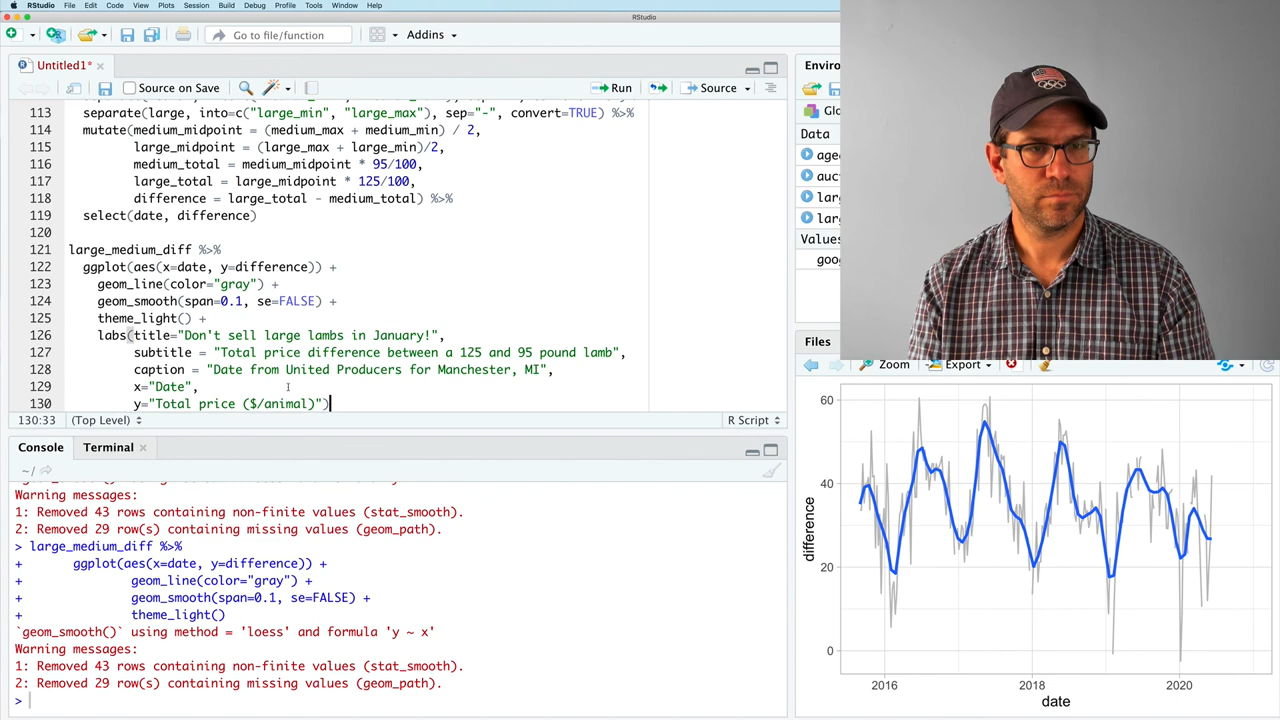 RStudio File Edit Code View Plots Session Build Debug Profile Tools Window Help
RStudio
Go to file/function
Addins
Untitled1*
Source on Save
Run
Source
113 separate(large, into=c("large_min", "large_max"), sep="-", convert=TRUE) %>%
114 mutate(medium_midpoint = (medium_max + medium_min) / 2,
115 large_midpoint = (large_max + large_min)/2,
116 medium_total = medium_midpoint * 95/100,
117 large_total = large_midpoint * 125/100,
118 difference = large_total - medium_total) %>%
119 select(date, difference)
120
121 large_medium_diff %>%
122 ggplot(aes(x=date, y=difference)) +
123 geom_line(color="gray") +
124 geom_smooth(span=0.1, se=FALSE) +
125 theme_light() +
126 labs(title="Don't sell large lambs in January!",
127 subtitle = "Total price difference between a 125 and 95 pound lamb",
128 caption = "Date from United Producers for Manchester, MI",
129 x="Date",
130 y="Total price ($/animal)")
130:33 (Top Level) R Script
Console Terminal
~/
Warning messages:
1: Removed 43 rows containing non-finite values (stat_smooth).
2: Removed 29 row(s) containing missing values (geom_path).
> large_medium_diff %>%
+ ggplot(aes(x=date, y=difference)) +
+ geom_line(color="gray") +
+ geom_smooth(span=0.1, se=FALSE) +
+ theme_light()
`geom_smooth()` using method = 'loess' and formula 'y ~ x'
Warning messages:
1: Removed 43 rows containing non-finite values (stat_smooth).
2: Removed 29 row(s) containing missing values (geom_path).
>
Enviro
Glo
Data
aged
auc
lar
lar
Values
goo
Files
Zoom Export
60
40
20
0
difference
2016 2018 2020
date